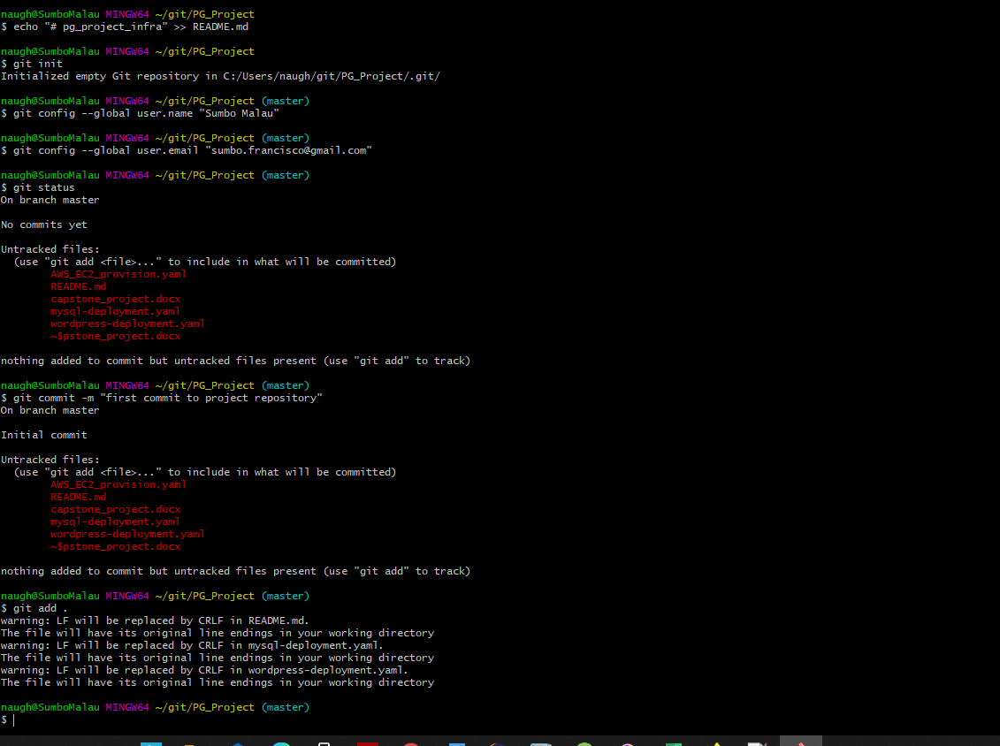 naugh@SumboMalau MINGW64 ~/git/PG_Project
$ echo "# pg_project_infra" >> README.md
naugh@SumboMalau MINGW64 ~/git/PG_Project
$ git init
Initialized empty Git repository in C:/Users/naugh/git/PG_Project/.git/
naugh@SumboMalau MINGW64 ~/git/PG_Project (master)
$ git config --global user.name "Sumbo Malau"
naugh@SumboMalau MINGW64 ~/git/PG_Project (master)
$ git config --global user.email "sumbo.francisco@gmail.com"
naugh@SumboMalau MINGW64 ~/git/PG_Project (master)
$ git status
On branch master
No commits yet
Untracked files:
  (use "git add <file>..." to include in what will be committed)
        AWS_EC2_provision.yaml
        README.md
        capstone_project.docx
        mysql-deployment.yaml
        wordpress-deployment.yaml
        ~$pstone_project.docx
nothing added to commit but untracked files present (use "git add" to track)
naugh@SumboMalau MINGW64 ~/git/PG_Project (master)
$ git commit -m "first commit to project repository"
On branch master
Initial commit
Untracked files:
  (use "git add <file>..." to include in what will be committed)
        AWS_EC2_provision.yaml
        README.md
        capstone_project.docx
        mysql-deployment.yaml
        wordpress-deployment.yaml
        ~$pstone_project.docx
nothing added to commit but untracked files present (use "git add" to track)
naugh@SumboMalau MINGW64 ~/git/PG_Project (master)
$ git add .
warning: LF will be replaced by CRLF in README.md.
The file will have its original line endings in your working directory
warning: LF will be replaced by CRLF in mysql-deployment.yaml.
The file will have its original line endings in your working directory
warning: LF will be replaced by CRLF in wordpress-deployment.yaml.
The file will have its original line endings in your working directory
naugh@SumboMalau MINGW64 ~/git/PG_Project (master)
$